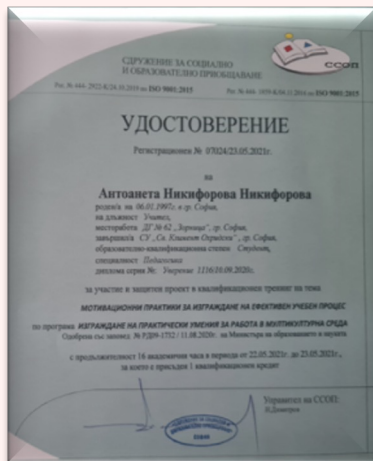 СДРУЖЕНИЕ ЗА СОЦИАЛНО
И ОБРАЗОВАТЕЛНО ПРИОБЩАВАНЕ
ССОП
ISO 9001:2015
ISO 9001:2015
УДОСТОВЕРЕНИЕ
Регистрационен № 07024/23.05.2021г.
на
Антоанета Никифорова Никифорова
роден/а на 06.01.1997г. в гр. София,
на длъжност Учител,
месторабота ДГ № 62 „Зорница", гр. София,
завършил/а СУ „Св. Климент Охридски", гр. София,
образователно-квалификационна степен Студент,
специалност Педагогика
диплома серия №: Уверение 1116/10.09.2020г.
за участие и защитен проект в квалификационен тренинг на тема
МОТИВАЦИОННИ ПРАКТИКИ ЗА ИЗГРАЖДАНЕ НА ЕФЕКТИВЕН УЧЕБЕН ПРОЦЕС
по програма ИЗГРАЖДАНЕ НА ПРАКТИЧЕСКИ УМЕНИЯ ЗА РАБОТА В МУЛТИКУЛТУРНА СРЕДА
Одобрена със заповед № РД09-1752 / 11.08.2020г. на Министъра на образованието и науката
с продължителност 16 академични часа в периода от 22.05.2021г. до 23.05.2021г.,
за което е присъден 1 квалификационен кредит
Управител на ССОП: